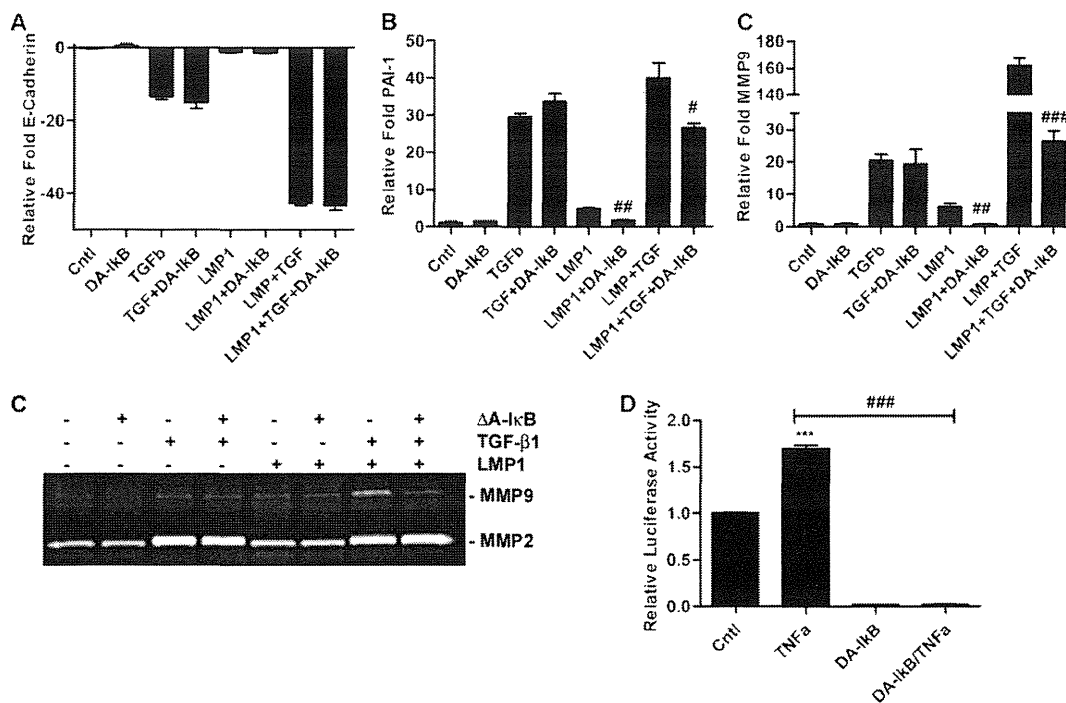 A
Relative Fold E-Cadherin
0
-20
-40
Cntl
DA-IkB
TGFb
TGF+DA-IkB
LMP1
LMP1+DA-IkB
LMP+TGF
LMP1+TGF+DA-IkB
B
Relative Fold PAI-1
50
40
30
20
10
0
##
#
Cntl
DA-IkB
TGFb
TGF+DA-IkB
LMP1
LMP1+DA-IkB
LMP+TGF
LMP1+TGF+DA-IkB
C
Relative Fold MMP9
180
160
140
30
20
10
0
##
###
Cntl
DA-IkB
TGFb
TGF+DA-IkB
LMP1
LMP1+DA-IkB
LMP+TGF
LMP1+TGF+DA-IkB
C
- + - + - + - + ΔA-IκB
- - + + - - + + TGF-β1
- - - - + + + + LMP1
- MMP9
- MMP2
D
Relative Luciferase Activity
2.0
1.5
1.0
0.5
0.0
###
***
Cntl
TNFa
DA-IkB
DA-IkB/TNFa